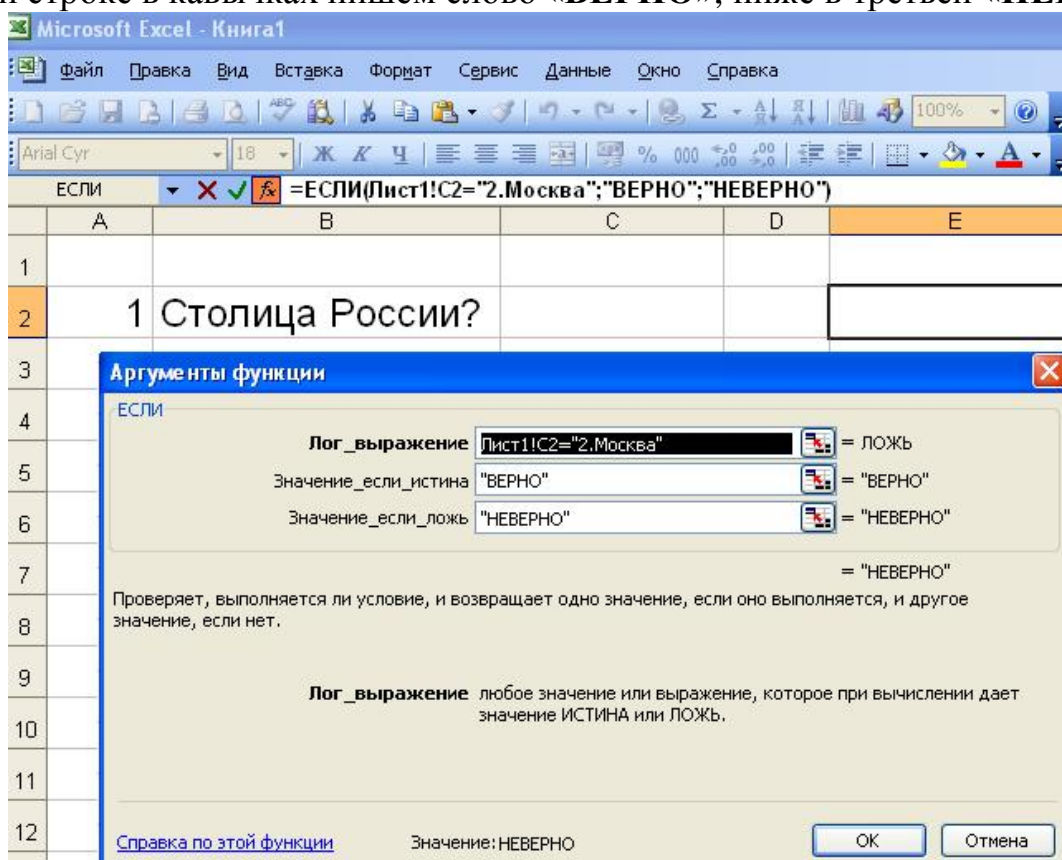 строке в кавычках пишем слово «ВЕРНО», ниже в третьей
Microsoft Excel - Книга1
Файл Правка Вид Вставка Формат Сервис Данные Окно Справка
100%
Arial Cyr 18 Ж К Ч % 000
ЕСЛИ =ЕСЛИ(Лист1!C2="2.Москва";"ВЕРНО";"НЕВЕРНО")
A B C D E
1
2 1 Столица России?
3 Аргументы функции
ЕСЛИ
4
Лог_выражение Лист1!C2="2.Москва" = ЛОЖЬ
5 Значение_если_истина "ВЕРНО" = "ВЕРНО"
6 Значение_если_ложь "НЕВЕРНО" = "НЕВЕРНО"
7 = "НЕВЕРНО"
Проверяет, выполняется ли условие, и возвращает одно значение, если оно выполняется, и другое
8 значение, если нет.
9
Лог_выражение любое значение или выражение, которое при вычислении дает
10 значение ИСТИНА или ЛОЖЬ.
11
12 Справка по этой функции Значение:НЕВЕРНО ОК Отмена